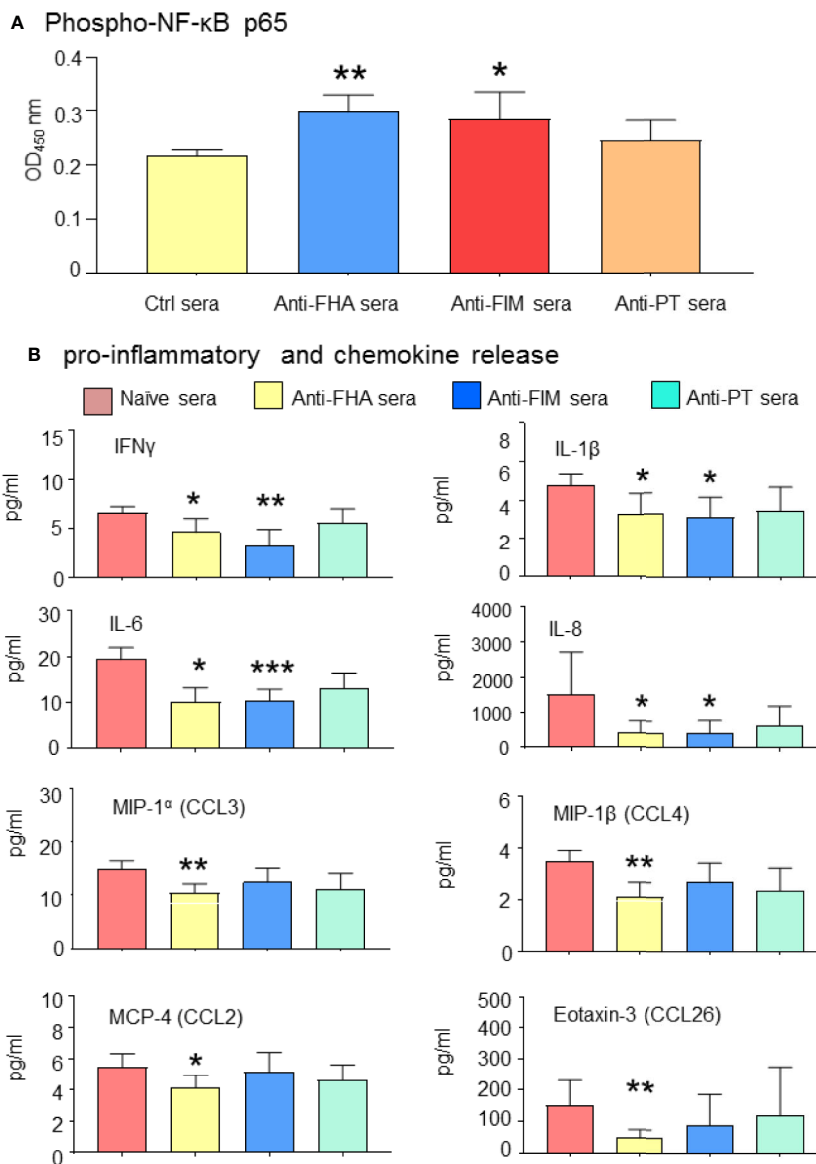 A Phospho-NF-κB p65
0.4
0.3
0.2
0.1
0
OD450 nm
**
*
Ctrl sera Anti-FHA sera Anti-FIM sera Anti-PT sera
B pro-inflammatory and chemokine release
Naïve sera Anti-FHA sera Anti-FIM sera Anti-PT sera
IFNγ
pg/ml
15
10
5
0
*
**
IL-1β
pg/ml
8
6
4
2
0
*
*
IL-6
pg/ml
30
20
10
0
*
***
IL-8
pg/ml
4000
3000
2000
1000
0
*
*
MIP-1α (CCL3)
pg/ml
30
20
10
0
**
MIP-1β (CCL4)
pg/ml
6
4
2
0
**
MCP-4 (CCL2)
pg/ml
10
8
6
4
2
0
*
Eotaxin-3 (CCL26)
pg/ml
500
400
300
200
100
0
**